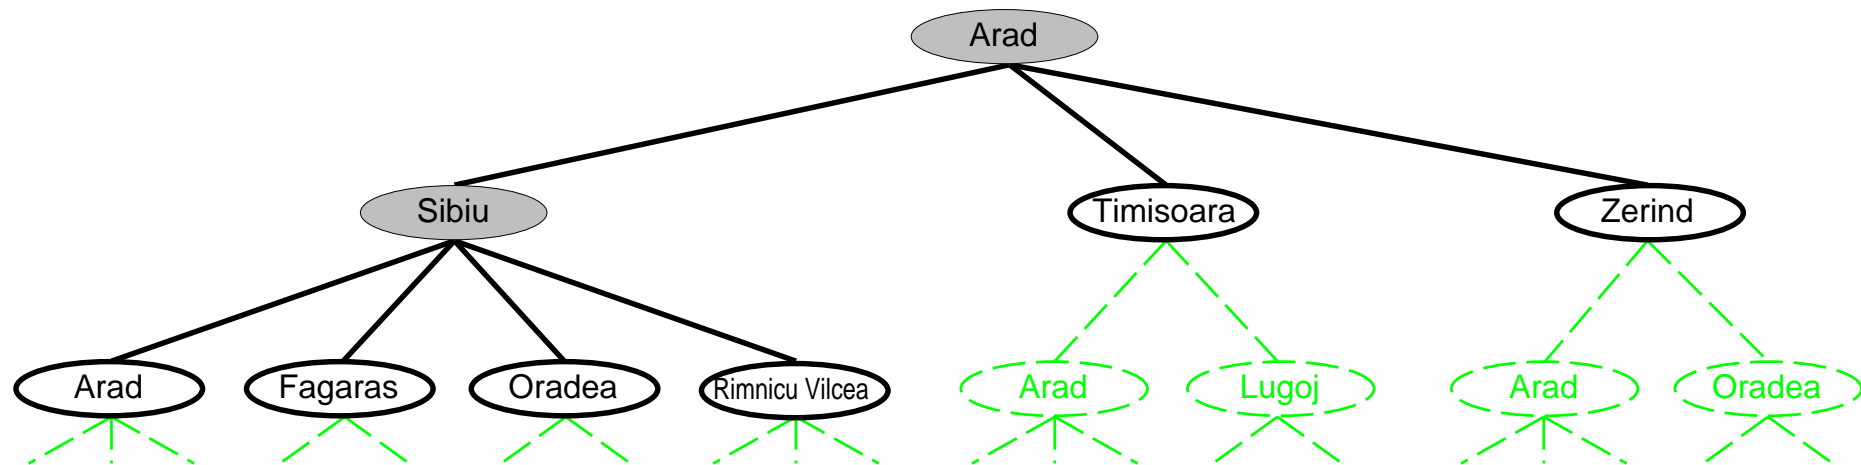 Arad
Sibiu
Timisoara
Zerind
Arad
Fagaras
Oradea
Rimnicu Vilcea
Arad
Lugoj
Arad
Oradea